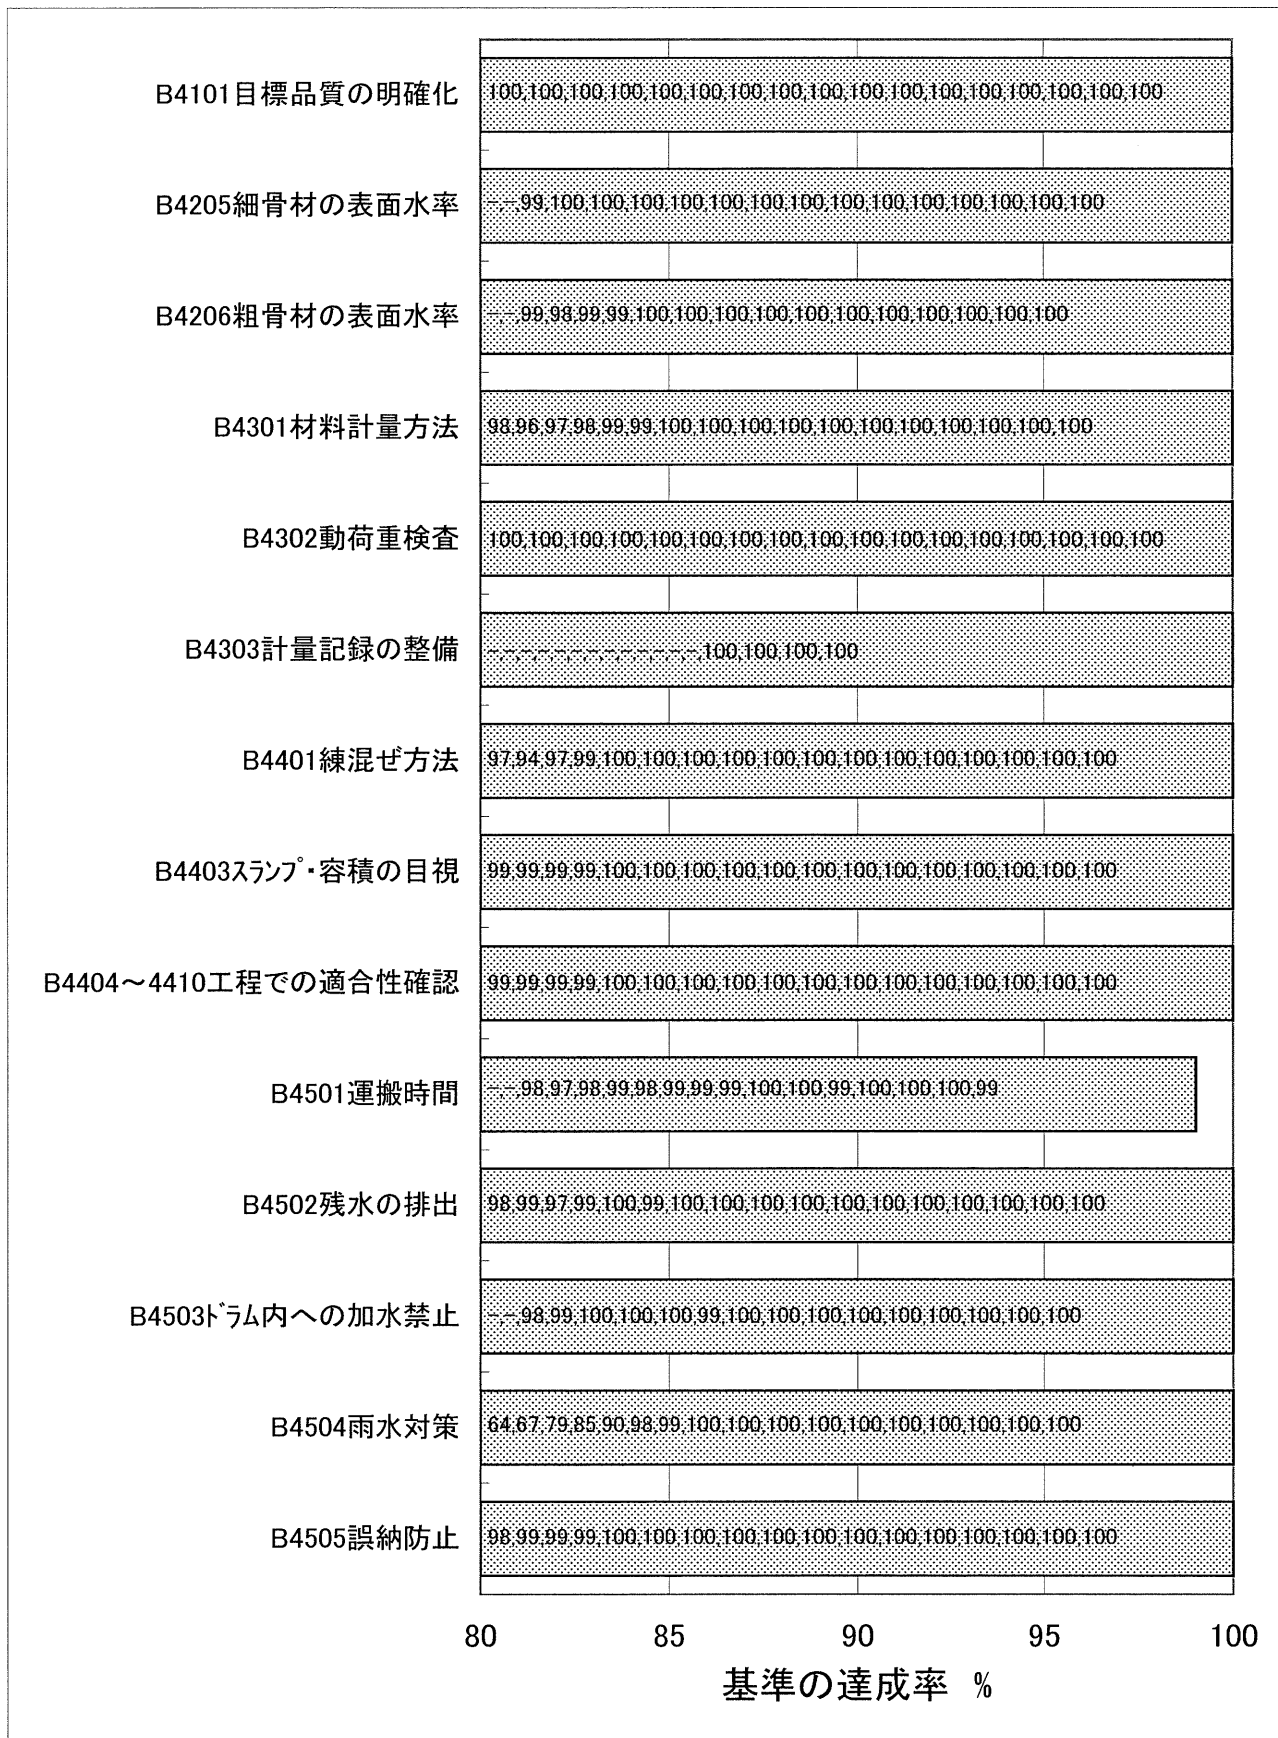 B4101目標品質の明確化 100,100,100,100,100,100,100,100,100,100,100,100,100,100,100,100,100
B4205細骨材の表面水率 -,-,99,100,100,100,100,100,100,100,100,100,100,100,100,100,100
B4206粗骨材の表面水率 -,-,99,98,99,99,100,100,100,100,100,100,100,100,100,100,100
B4301材料計量方法 98,96,97,98,99,99,100,100,100,100,100,100,100,100,100,100,100
B4302動荷重検査 100,100,100,100,100,100,100,100,100,100,100,100,100,100,100,100,100
B4303計量記録の整備 -,-,-,-,-,-,-,-,-,-,-,-,-,100,100,100,100
B4401練混ぜ方法 97,94,97,99,100,100,100,100,100,100,100,100,100,100,100,100,100
B4403ｽﾗﾝﾌﾟ・容積の目視 99,99,99,99,100,100,100,100,100,100,100,100,100,100,100,100,100
B4404～4410工程での適合性確認 99,99,99,99,100,100,100,100,100,100,100,100,100,100,100,100,100
B4501運搬時間 -,-,98,97,98,99,98,99,99,99,100,100,99,100,100,100,99
B4502残水の排出 98,99,97,99,100,99,100,100,100,100,100,100,100,100,100,100,100
B4503ﾄﾞﾗﾑ内への加水禁止 -,-,98,99,100,100,100,99,100,100,100,100,100,100,100,100,100
B4504雨水対策 64,67,79,85,90,98,99,100,100,100,100,100,100,100,100,100,100
B4505誤納防止 98,99,99,99,100,100,100,100,100,100,100,100,100,100,100,100,100
80 85 90 95 100
基準の達成率 %